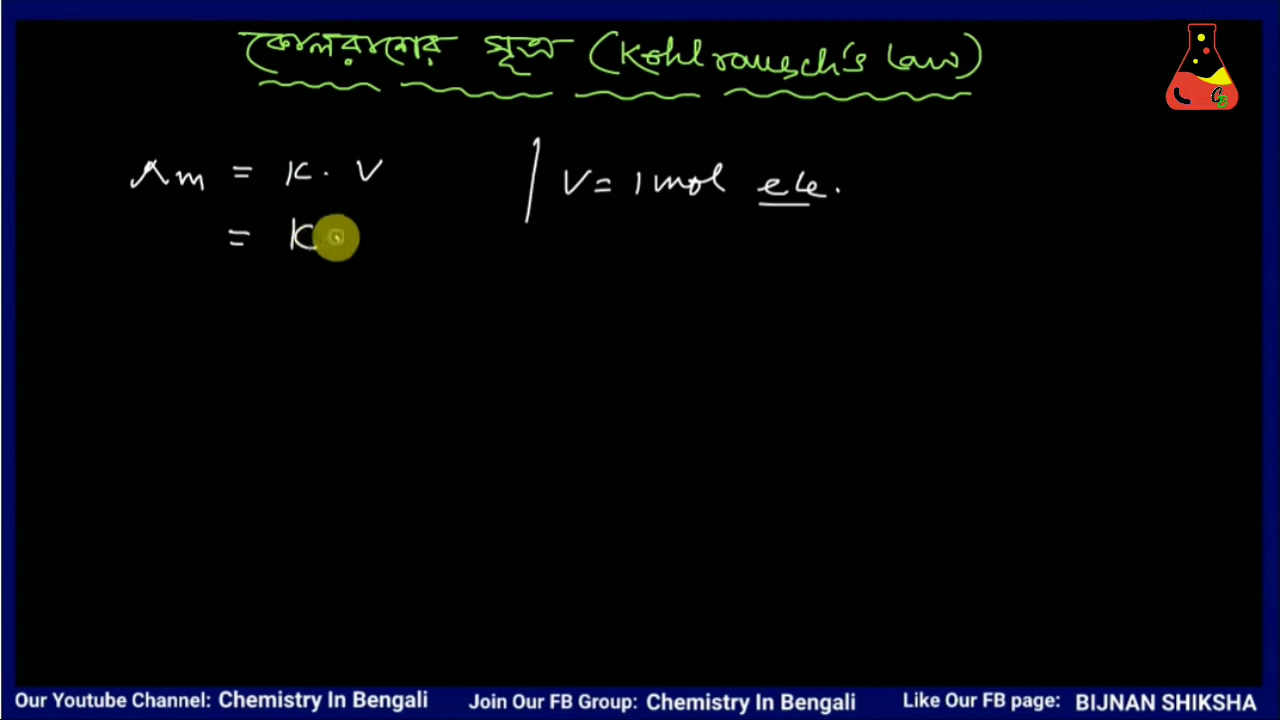 কোলরাশের সূত্র (Kohlrausch's Law)
Λm = K. V
V = 1 mol ele.
= K
Our Youtube Channel: Chemistry In Bengali
Join Our FB Group: Chemistry In Bengali
Like Our FB page: BIJNAN SHIKSHA